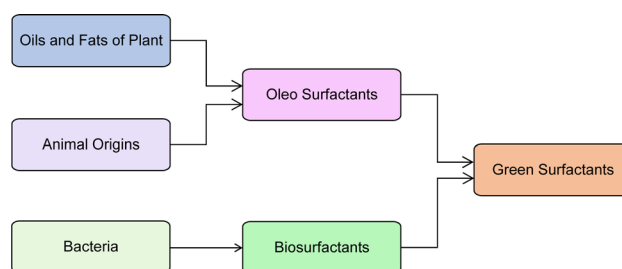 Oils and Fats of Plant
Oleo Surfactants
Animal Origins
Green Surfactants
Bacteria
Biosurfactants